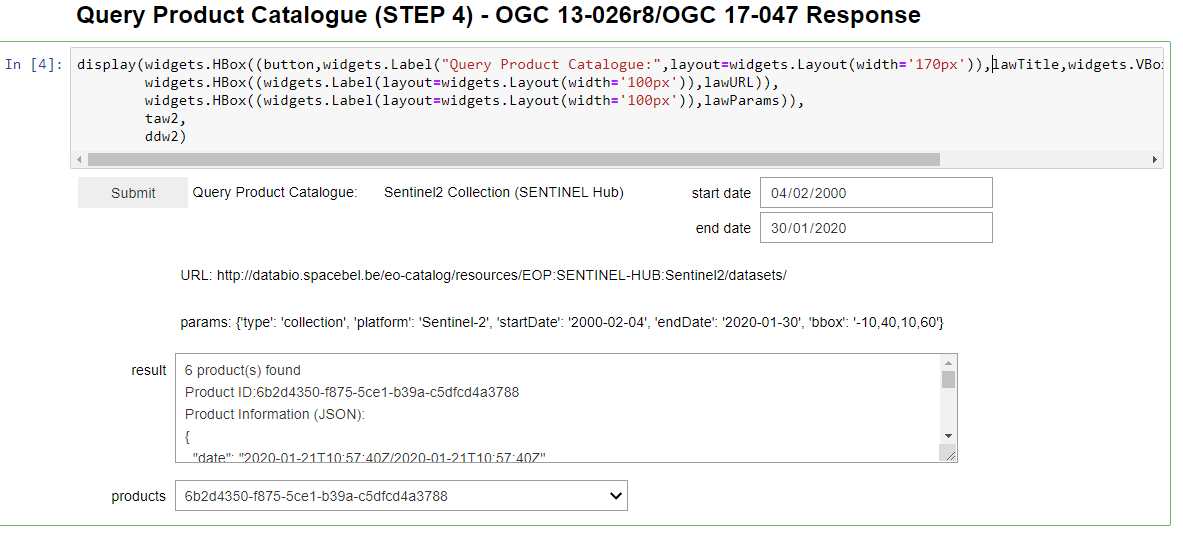 Query Product Catalogue (STEP 4) - OGC 13-026r8/OGC 17-047 Response
In [4]: display(widgets.HBox((button,widgets.Label("Query Product Catalogue:",layout=widgets.Layout(width='170px')),lawTitle,widgets.VBo
widgets.HBox((widgets.Label(layout=widgets.Layout(width='100px')),lawURL)),
widgets.HBox((widgets.Label(layout=widgets.Layout(width='100px')),lawParams)),
taw2,
ddw2)
Submit Query Product Catalogue: Sentinel2 Collection (SENTINEL Hub) start date 04/02/2000
end date 30/01/2020
URL: http://databio.spacebel.be/eo-catalog/resources/EOP:SENTINEL-HUB:Sentinel2/datasets/
params: {'type': 'collection', 'platform': 'Sentinel-2', 'startDate': '2000-02-04', 'endDate': '2020-01-30', 'bbox': '-10,40,10,60'}
result 6 product(s) found
Product ID:6b2d4350-f875-5ce1-b39a-c5dfcd4a3788
Product Information (JSON):
{
"date": "2020-01-21T10:57:40Z/2020-01-21T10:57:40Z"
products 6b2d4350-f875-5ce1-b39a-c5dfcd4a3788